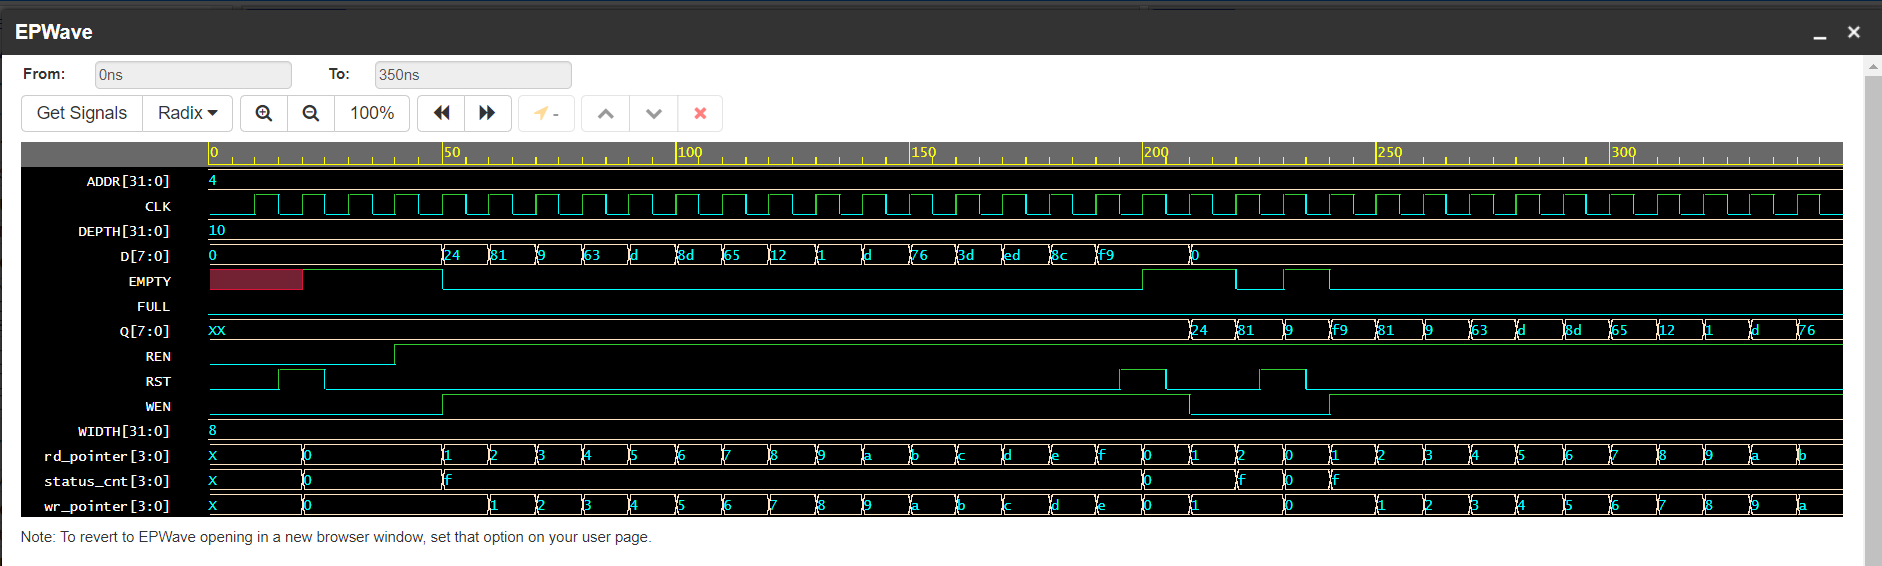 EPWave
From: 0ns To: 350ns
Get Signals Radix 100% -
0 50 100 150 200 250 300
ADDR[31:0] 4
CLK
DEPTH[31:0] 10
D[7:0] 0 24 81 9 63 d 8d 65 12 1 d 76 3d ed 8c f9 0
EMPTY
FULL
Q[7:0] XX 24 81 9 f9 81 9 63 d 8d 65 12 1 d 76
REN
RST
WEN
WIDTH[31:0] 8
rd_pointer[3:0] X 0 1 2 3 4 5 6 7 8 9 a b c d e f 0 1 2 0 1 2 3 4 5 6 7 8 9 a b
status_cnt[3:0] X 0 f 0 f 0 f
wr_pointer[3:0] X 0 1 2 3 4 5 6 7 8 9 a b c d e 0 1 0 1 2 3 4 5 6 7 8 9 a
Note: To revert to EPWave opening in a new browser window, set that option on your user page.